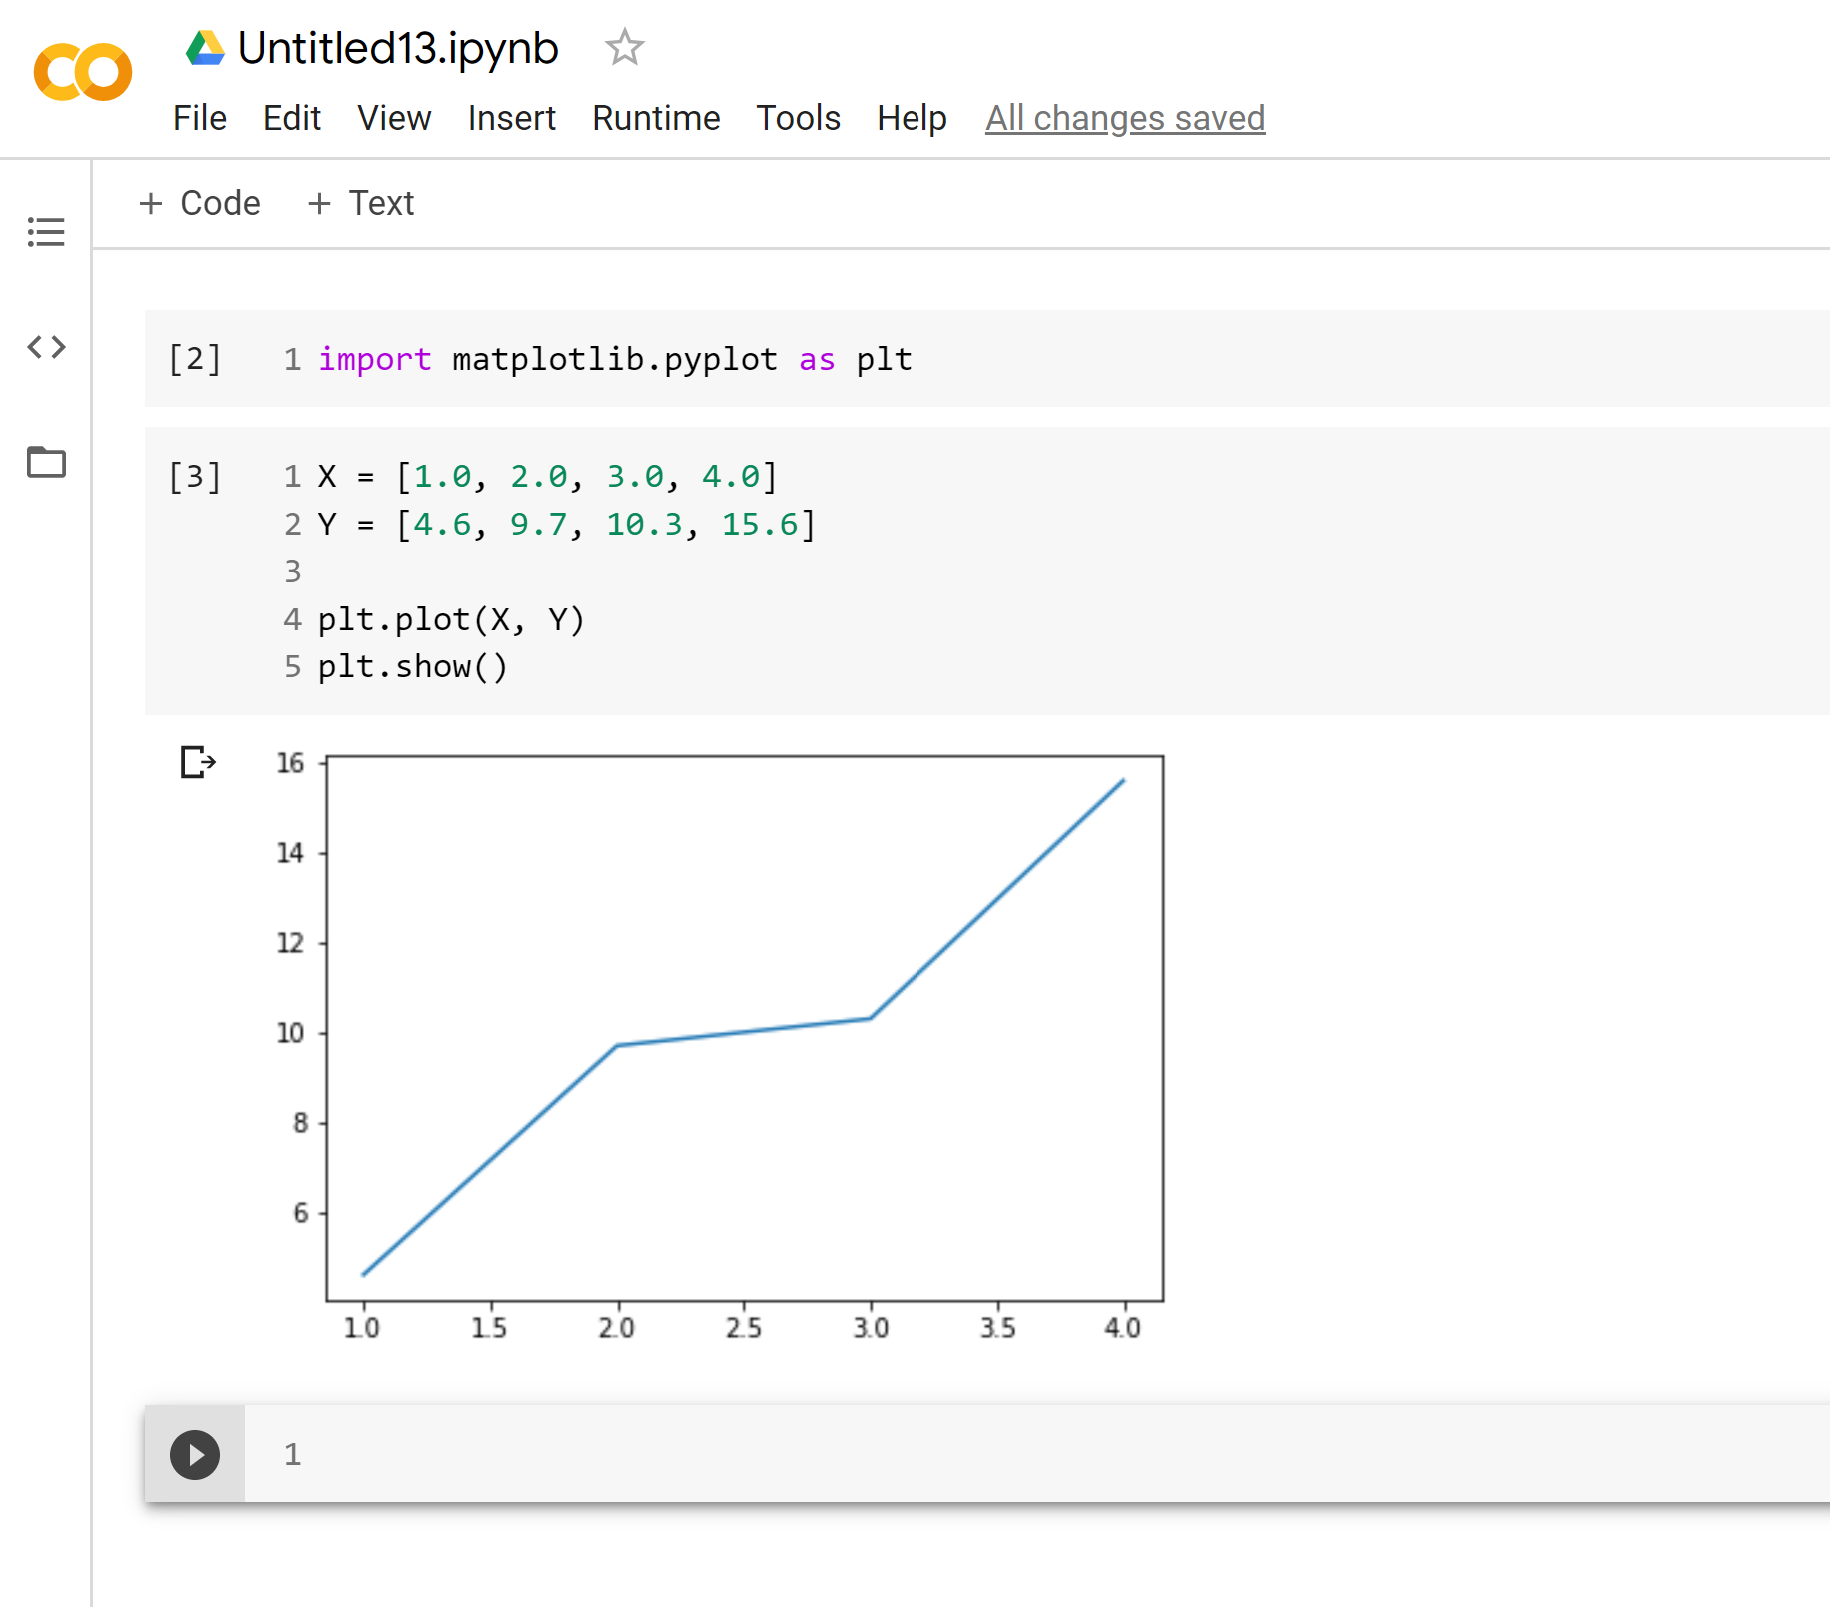 Untitled13.ipynb
File Edit View Insert Runtime Tools Help All changes saved
+ Code + Text
[2] 1 import matplotlib.pyplot as plt
[3] 1 X = [1.0, 2.0, 3.0, 4.0]
2 Y = [4.6, 9.7, 10.3, 15.6]
3
4 plt.plot(X, Y)
5 plt.show()
16
14
12
10
8
6
1.0 1.5 2.0 2.5 3.0 3.5 4.0
1